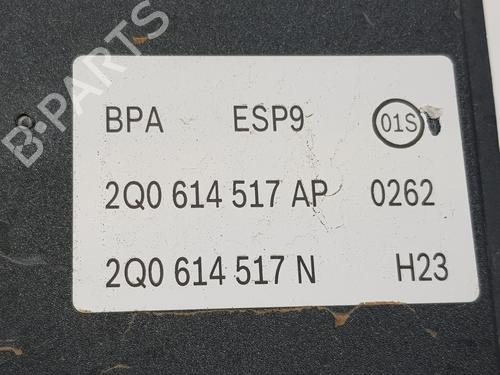 B-PARTS
BPA ESP9 01S
2Q0 614 517 AP 0262
2Q0 614 517 N H23